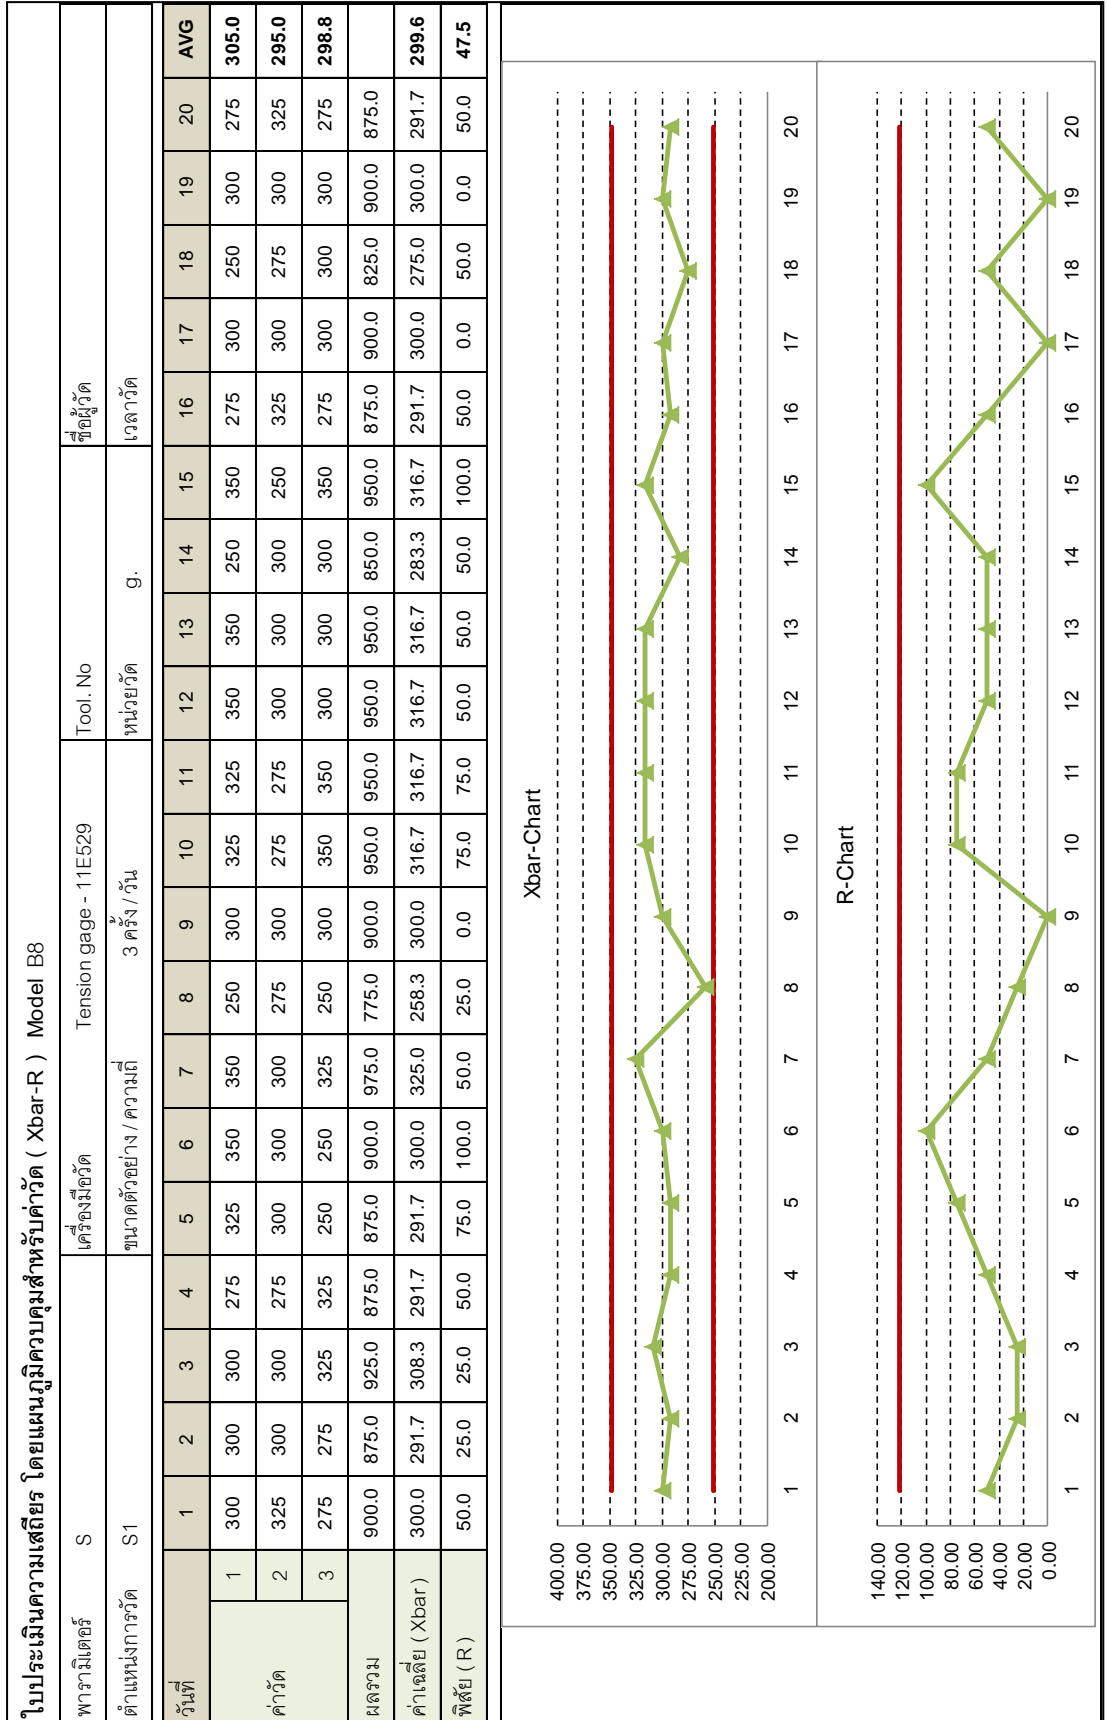 ใบประเมินความเสถียร โดยแผนภูมิควบคุมสำหรับค่าวัด ( Xbar-R ) Model B8
พารามิเตอร์ S เครื่องมือวัด Tension gage - 11E529 Tool. No ชื่อผู้วัด
ตำแหน่งการวัด S1 ขนาดตัวอย่าง / ความถี่ 3 ครั้ง / วัน หน่วยวัด g. เวลาวัด
วันที่ 1 2 3 4 5 6 7 8 9 10 11 12 13 14 15 16 17 18 19 20 AVG
ค่าวัด
1 300 300 300 275 325 350 350 250 300 325 325 350 350 250 350 275 300 250 300 275 305.0
2 325 300 300 275 300 300 300 275 300 275 275 300 300 300 250 325 300 275 300 325 295.0
3 275 275 325 325 250 250 325 250 300 350 350 300 300 300 350 275 300 300 300 275 298.8
ผลรวม 900.0 875.0 925.0 875.0 875.0 900.0 975.0 775.0 900.0 950.0 950.0 950.0 950.0 850.0 950.0 875.0 900.0 825.0 900.0 875.0
ค่าเฉลี่ย ( Xbar ) 300.0 291.7 308.3 291.7 291.7 300.0 325.0 258.3 300.0 316.7 316.7 316.7 316.7 283.3 316.7 291.7 300.0 275.0 300.0 291.7 299.6
พิสัย ( R ) 50.0 25.0 25.0 50.0 75.0 100.0 50.0 25.0 0.0 75.0 75.0 50.0 50.0 50.0 100.0 50.0 0.0 50.0 0.0 50.0 47.5
Xbar-Chart
400.00
375.00
350.00
325.00
300.00
275.00
250.00
225.00
200.00
1 2 3 4 5 6 7 8 9 10 11 12 13 14 15 16 17 18 19 20
R-Chart
140.00
120.00
100.00
80.00
60.00
40.00
20.00
0.00
1 2 3 4 5 6 7 8 9 10 11 12 13 14 15 16 17 18 19 20